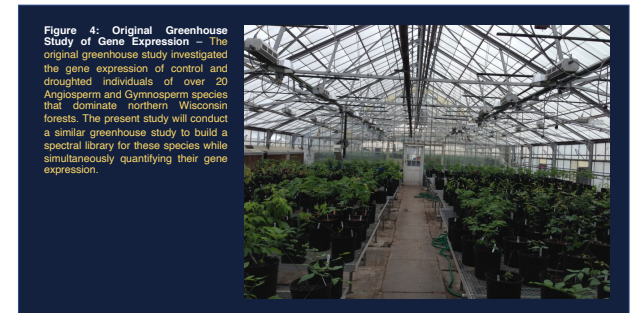 Figure 4: Original Greenhouse
Study of Gene Expression – The
original greenhouse study investigated
the gene expression of control and
droughted individuals of over 20
Angiosperm and Gymnosperm species
that dominate northern Wisconsin
forests. The present study will conduct
a similar greenhouse study to build a
spectral library for these species while
simultaneously quantifying their gene
expression.